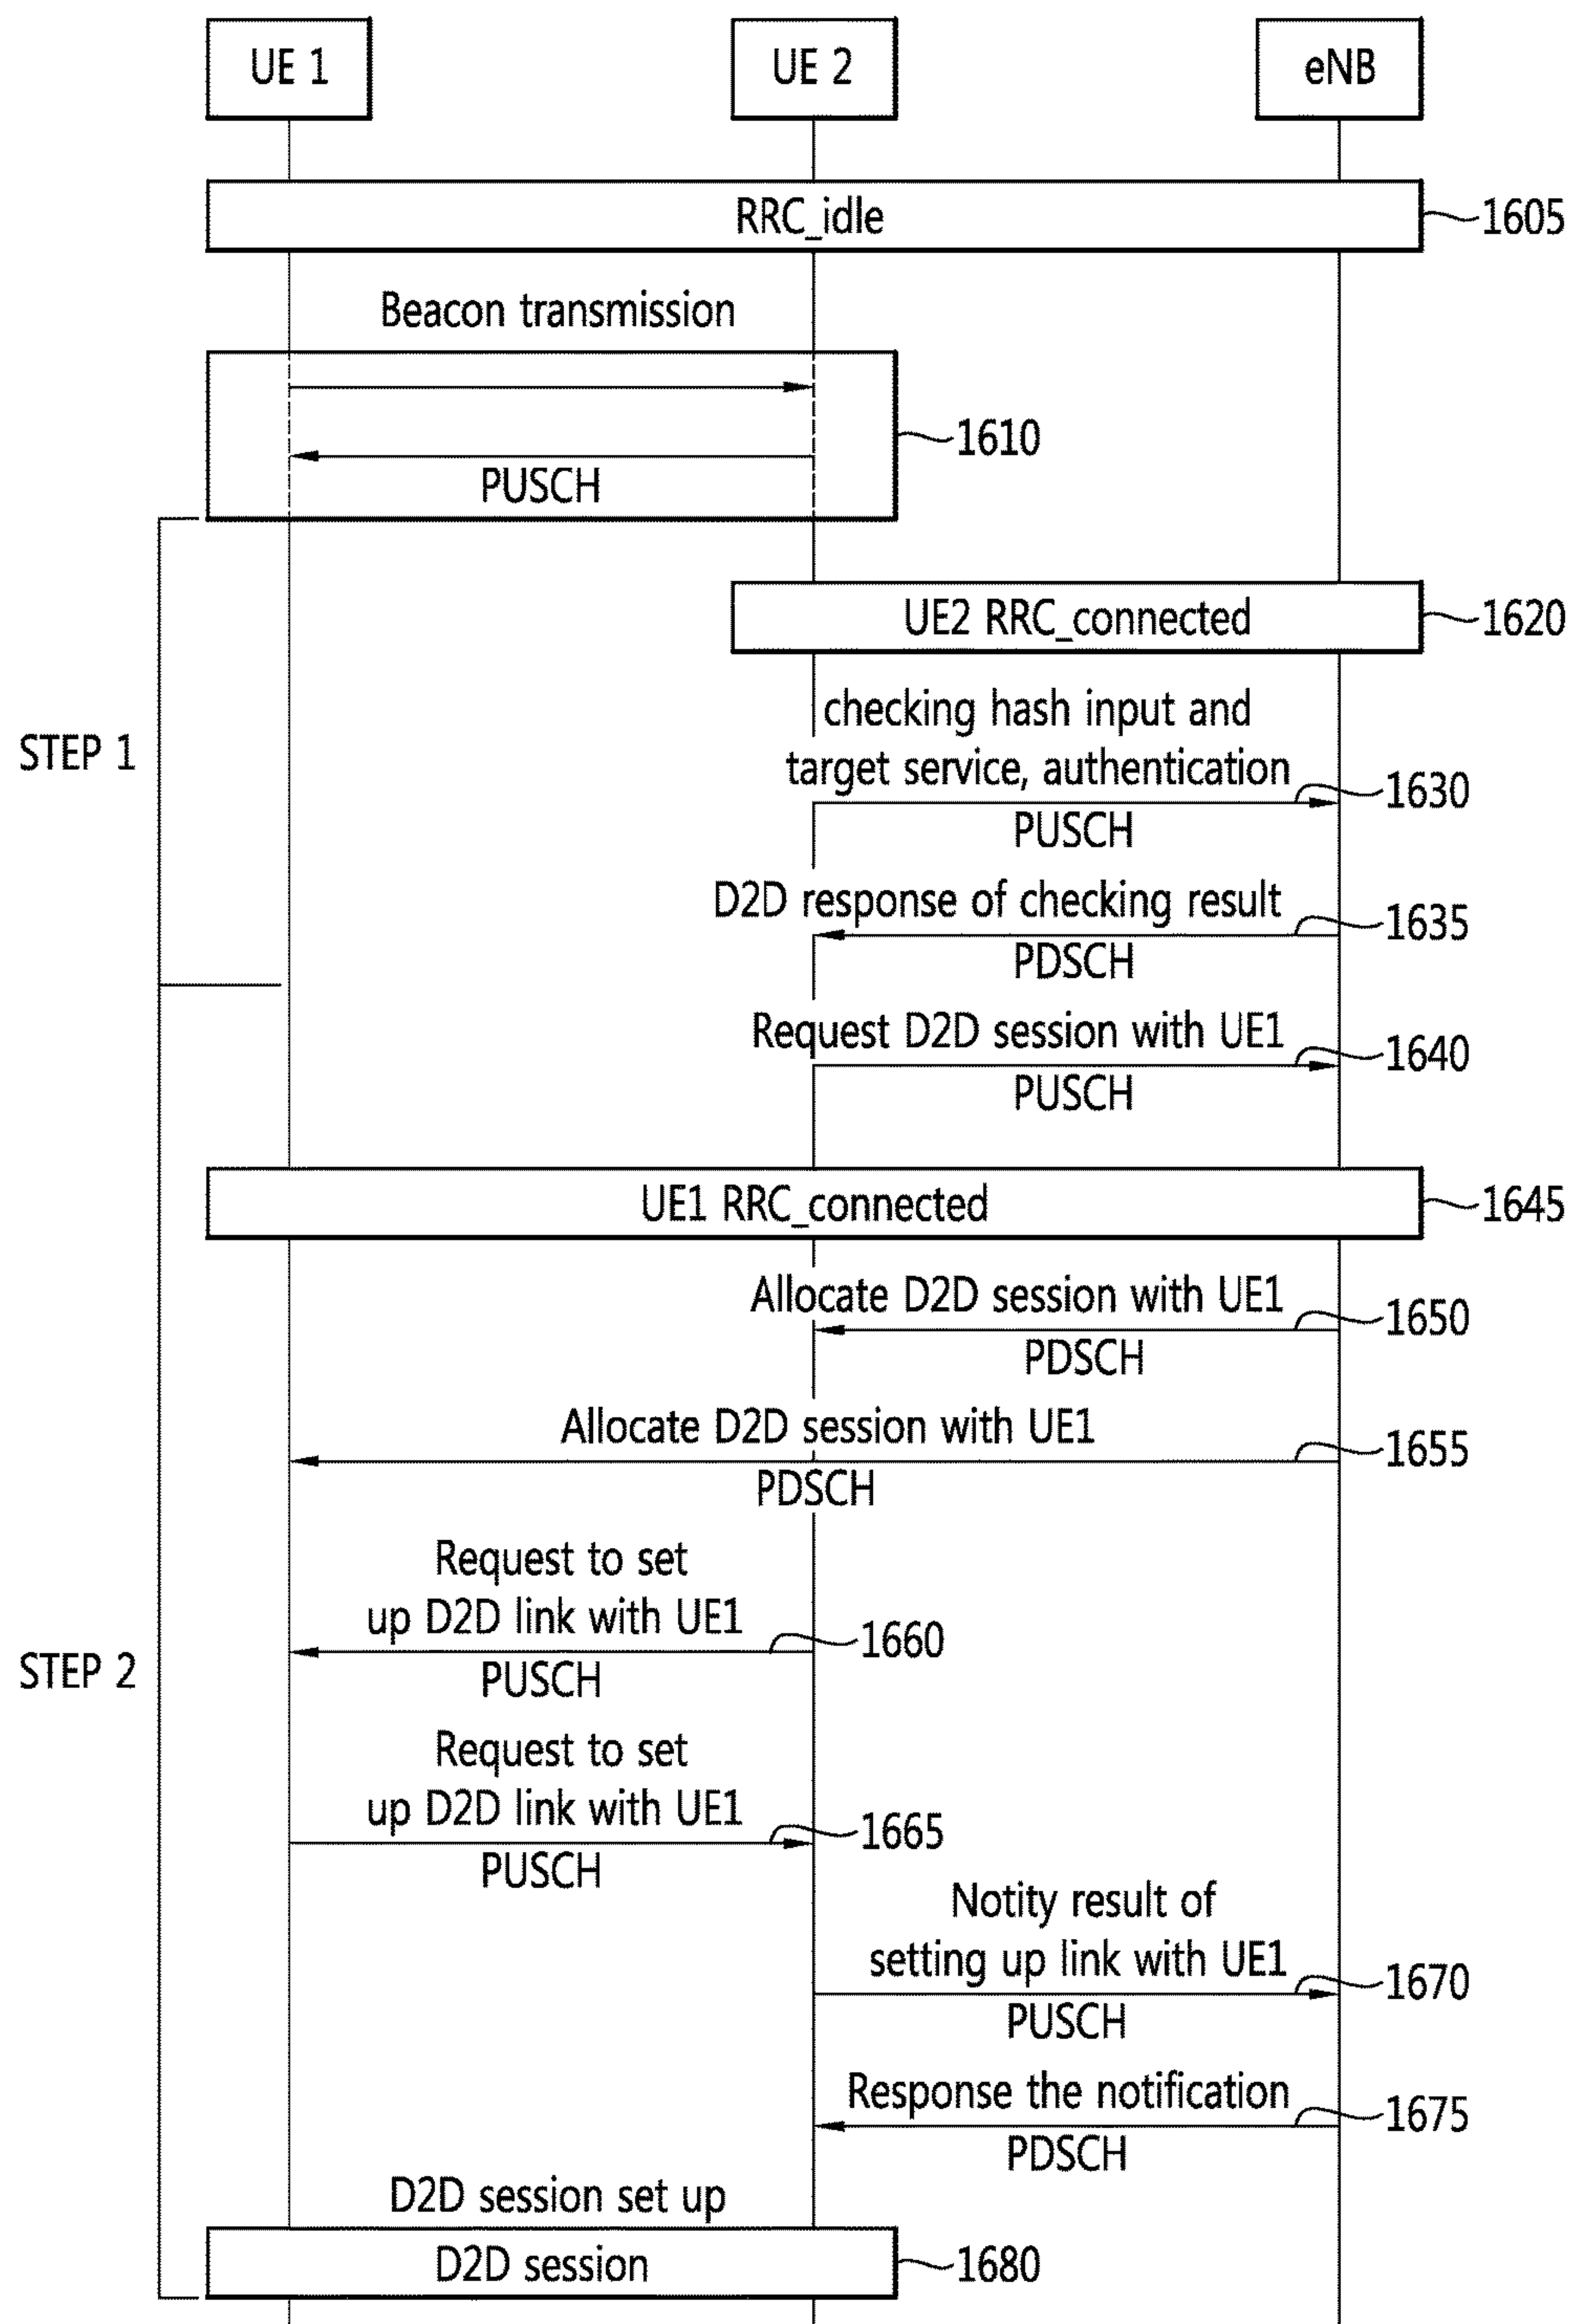 UE 1
UE 2
eNB
RRC_idle
1605
Beacon transmission
1610
PUSCH
UE2 RRC_connected
1620
STEP 1
checking hash input and
target service, authentication
1630
PUSCH
D2D response of checking result
1635
PDSCH
Request D2D session with UE1
1640
PUSCH
UE1 RRC_connected
1645
Allocate D2D session with UE1
1650
PDSCH
Allocate D2D session with UE1
1655
PDSCH
Request to set
up D2D link with UE1
1660
STEP 2
PUSCH
Request to set
up D2D link with UE1
1665
PUSCH
Notity result of
setting up link with UE1
1670
PUSCH
Response the notification
1675
PDSCH
D2D session set up
D2D session
1680